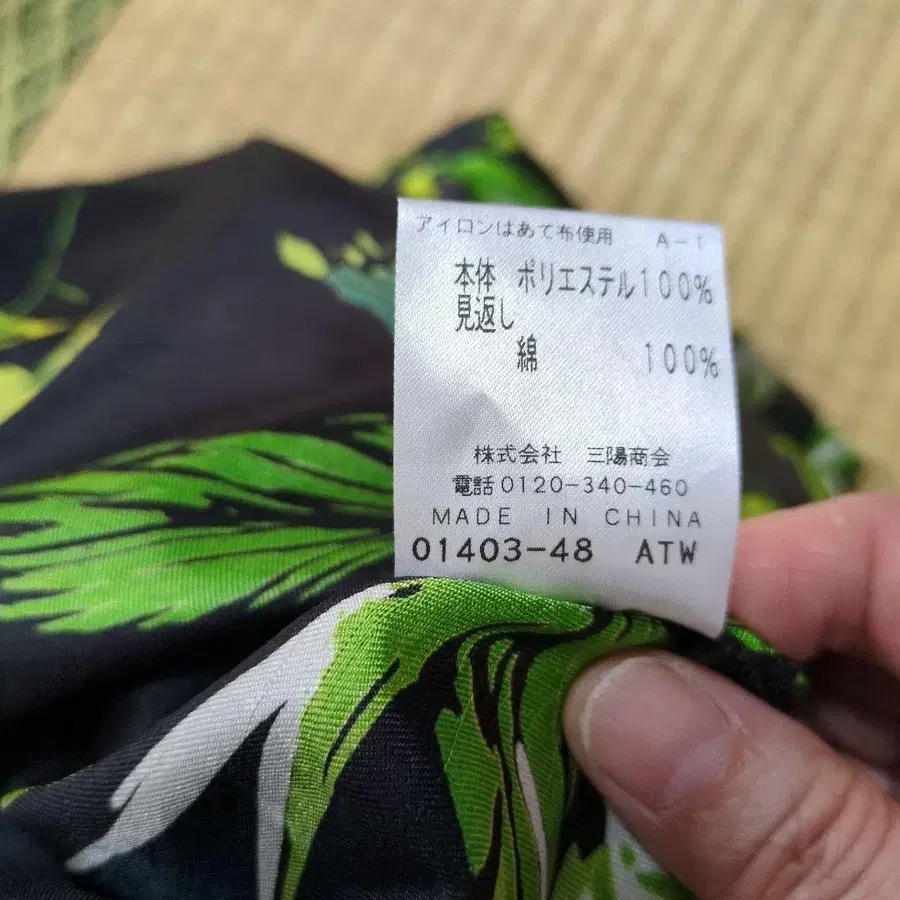 アイロンはあて布使用 A-1
本体 ポリエステル100%
見返し
綿 100%
株式会社 三陽商会
電話0120-340-460
MADE IN CHINA
01403-48 ATW